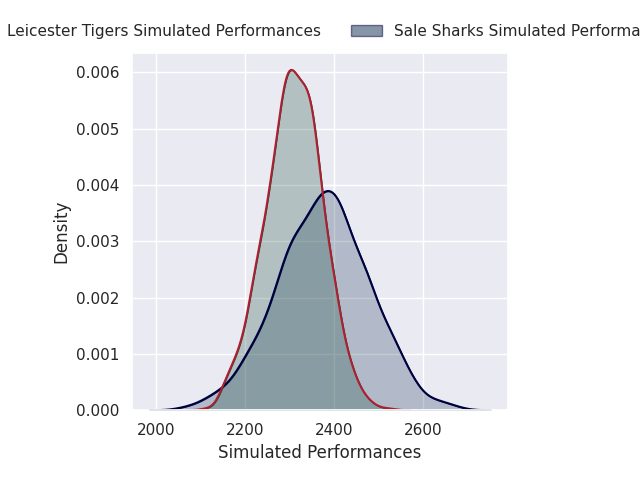 Leicester Tigers Simulated Performances Sale Sharks Simulated Performa
0.006
0.005
0.004
0.003
0.002
0.001
0.000
Density
2000 2200 2400 2600
Simulated Performances